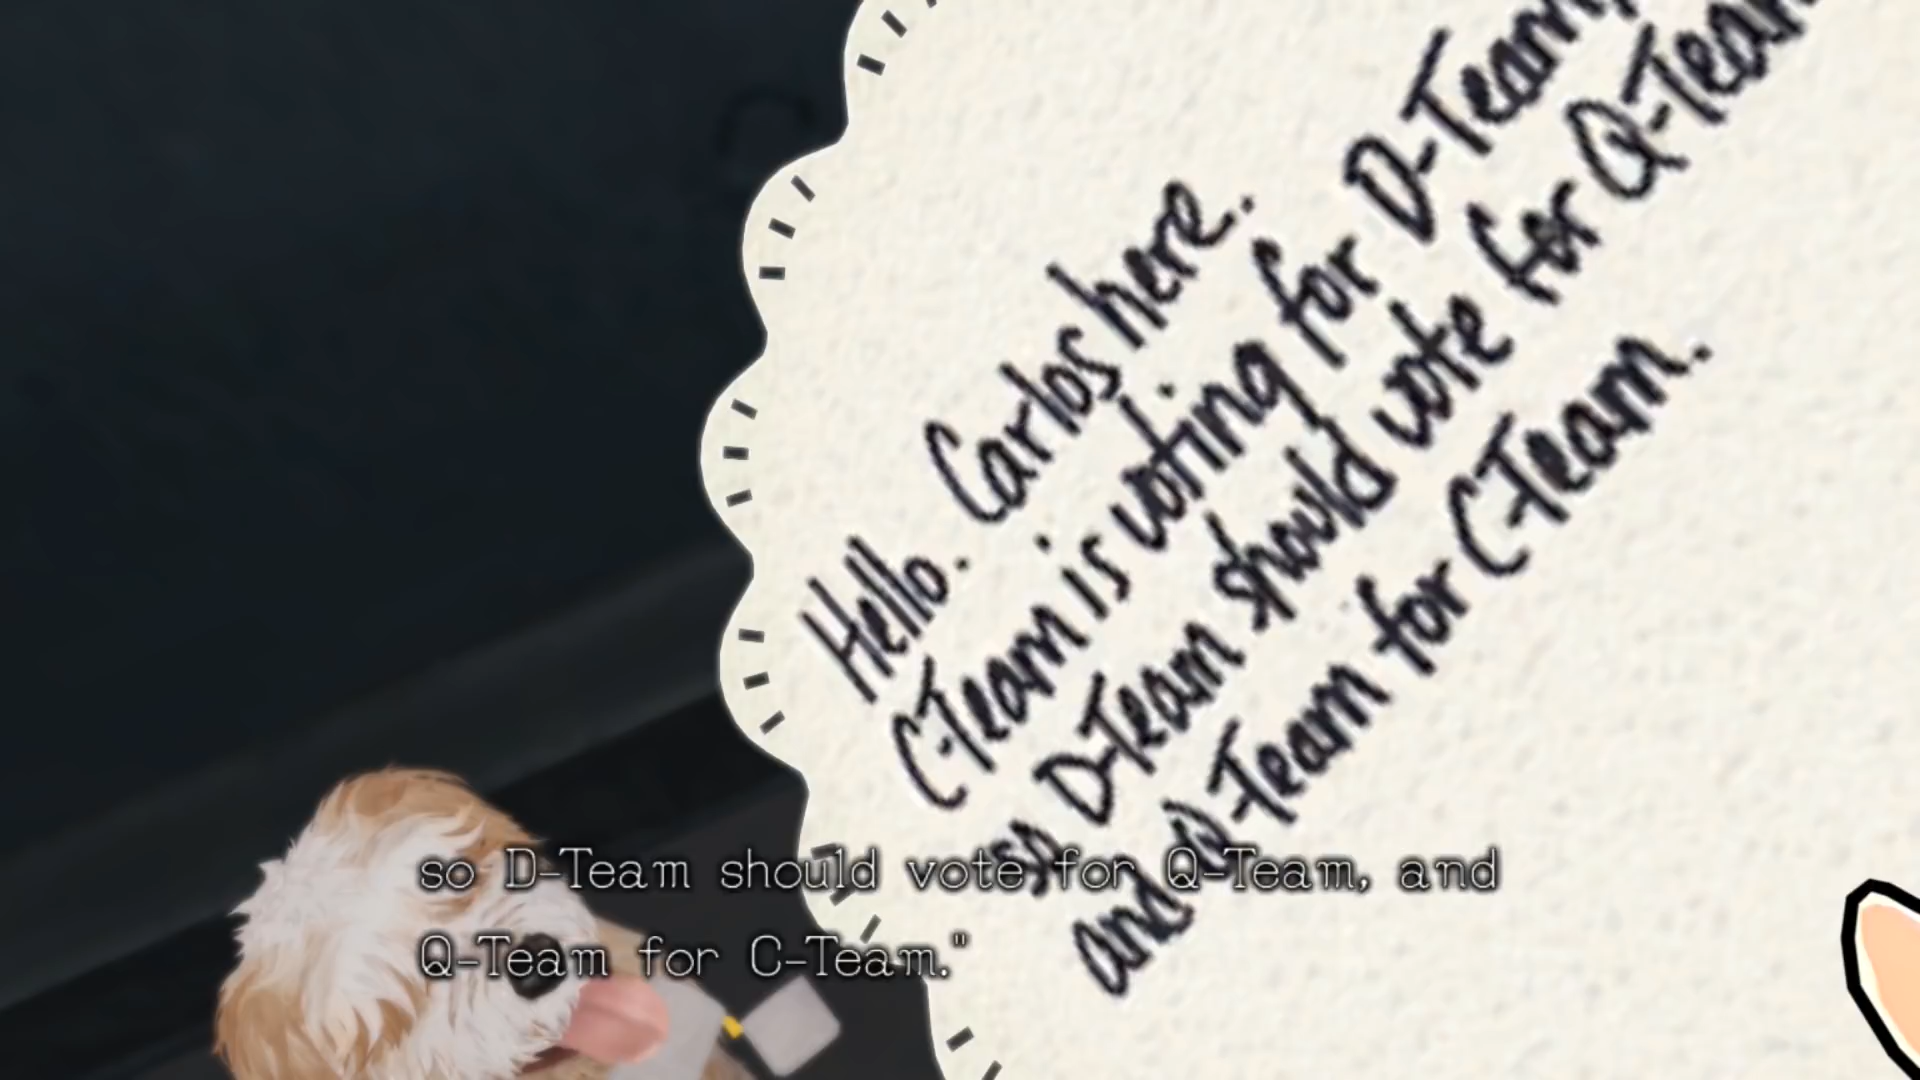 Hello. Carlos here.
C-Team is voting for D-Team,
so D-Team should vote for Q-Team
and Q-Team for C-Team.
so D-Team should vote for Q-Team, and
Q-Team for C-Team."